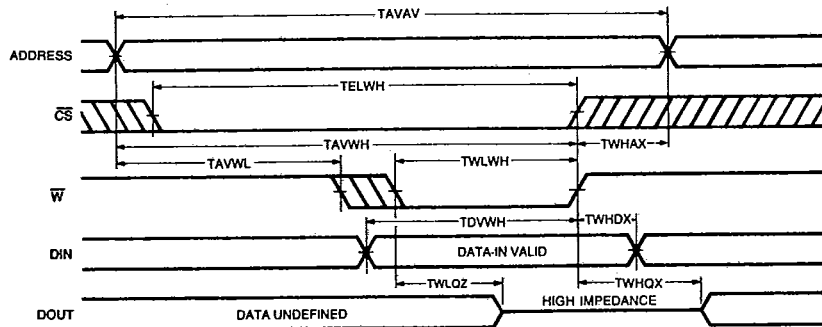 TAVAV
ADDRESS
TELWH
CS
TAVWH
TWHAX
TAVWL
TWLWH
W
TDVWH
TWHDX
DIN
DATA-IN VALID
TWLQZ
TWHQX
HIGH IMPEDANCE
DOUT
DATA UNDEFINED